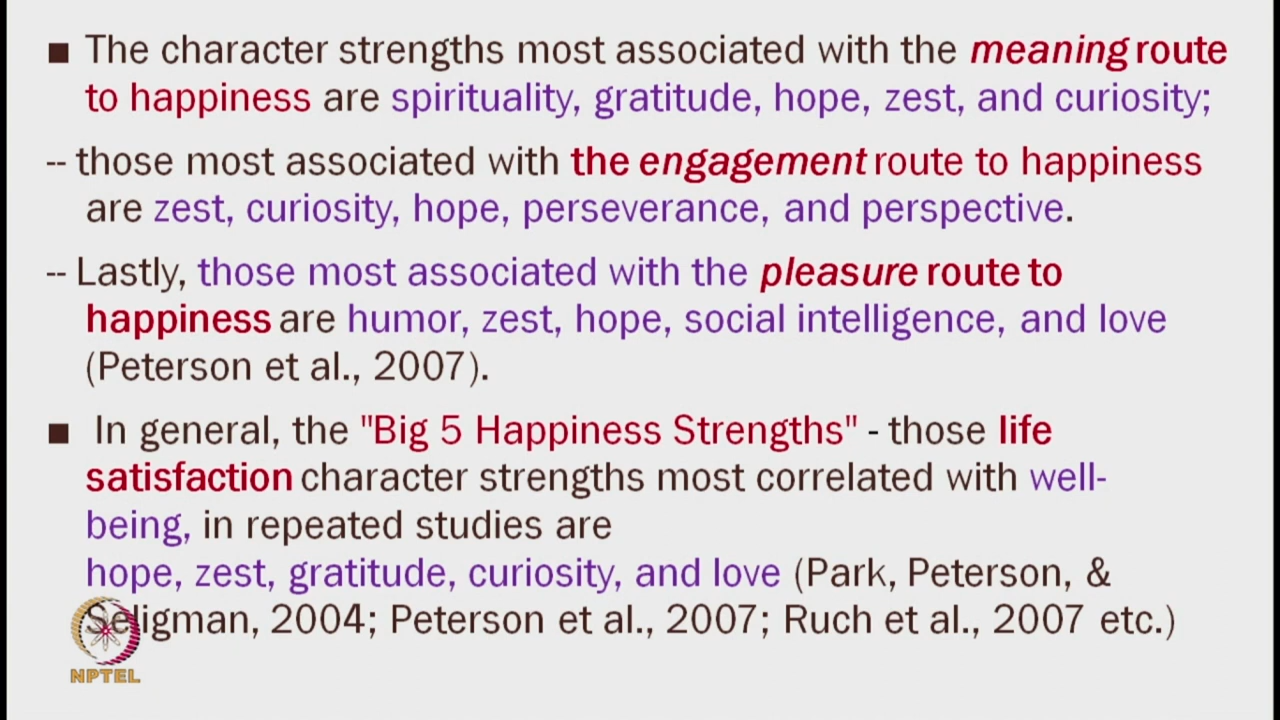 ■ The character strengths most associated with the meaning route
to happiness are spirituality, gratitude, hope, zest, and curiosity;
-- those most associated with the engagement route to happiness
are zest, curiosity, hope, perseverance, and perspective.
-- Lastly, those most associated with the pleasure route to
happiness are humor, zest, hope, social intelligence, and love
(Peterson et al., 2007).
■ In general, the "Big 5 Happiness Strengths" - those life
satisfaction character strengths most correlated with well-
being, in repeated studies are
hope, zest, gratitude, curiosity, and love (Park, Peterson, &
Seligman, 2004; Peterson et al., 2007; Ruch et al., 2007 etc.)
NPTEL